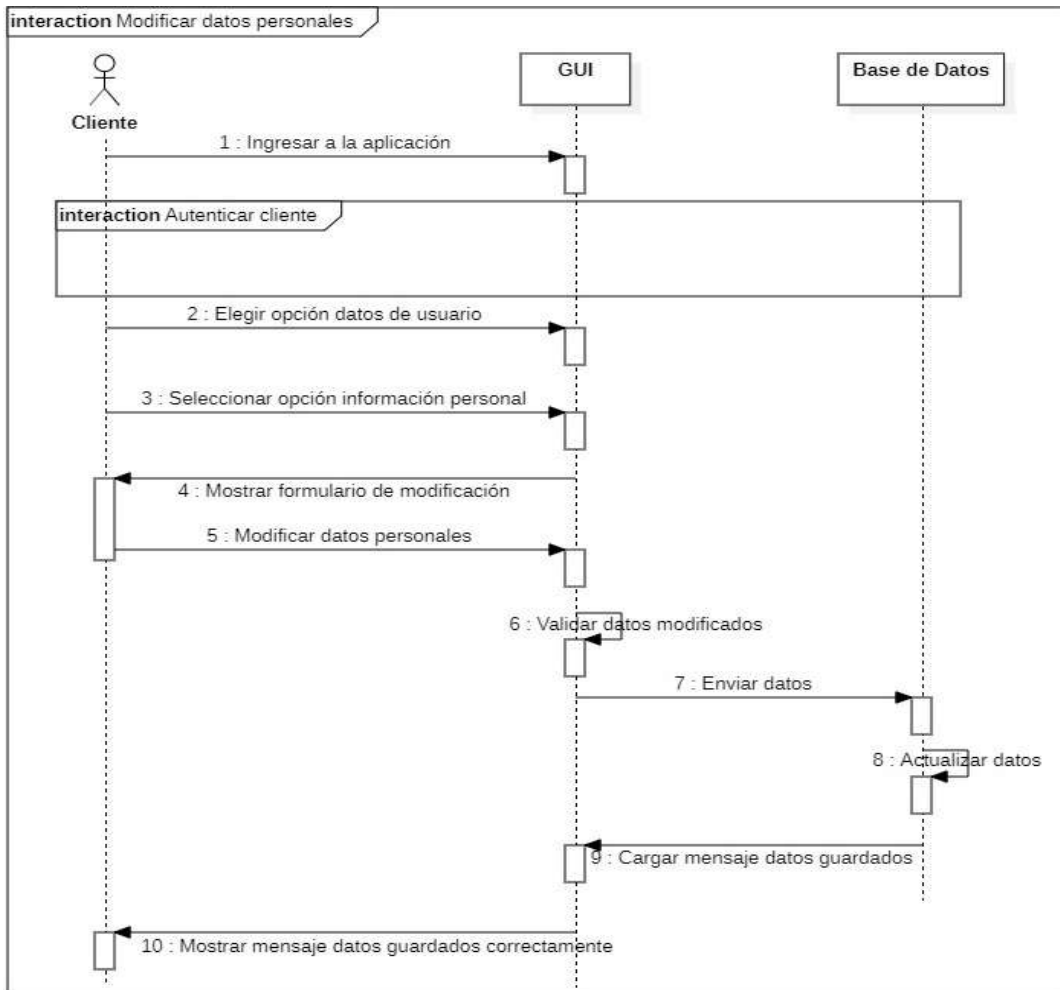 interaction Modificar datos personales
GUI
Base de Datos
Cliente
1 : Ingresar a la aplicación
interaction Autenticar cliente
2 : Elegir opción datos de usuario
3 : Seleccionar opción información personal
4 : Mostrar formulario de modificación
5 : Modificar datos personales
6 : Validar datos modificados
7 : Enviar datos
8 : Actualizar datos
9 : Cargar mensaje datos guardados
10 : Mostrar mensaje datos guardados correctamente